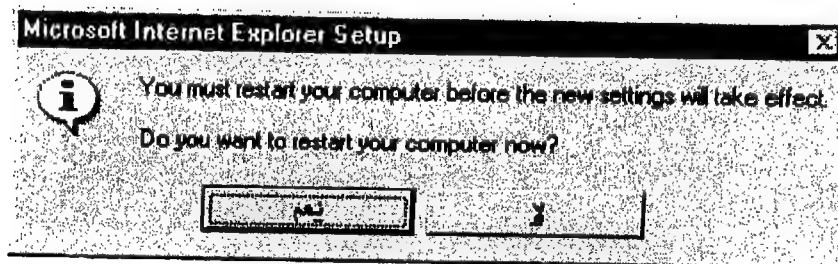 Microsoft Internet Explorer Setup
You must restart your computer before the new settings will take effect.
Do you want to restart your computer now?
نعم
لا